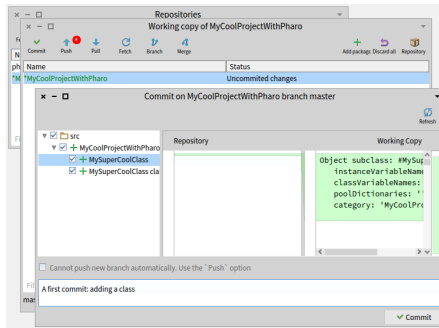 Repositories
Working copy of MyCoolProjectWithPharo
Commit Push Pull Fetch Branch Merge Add package Discard all Repository
Name Status
*MyCoolProjectWithPharo Uncommited changes
Commit on MyCoolProjectWithPharo branch master
Refresh
src
MyCoolProjectWithPharo
MySuperCoolClass
MySuperCoolClass cla
Repository Working Copy
Object subclass: #MySup
instanceVariableName
classVariableNames:
poolDictionaries: '
category: 'MyCoolPro
Cannot push new branch automatically. Use the `Push` option
A first commit: adding a class
Commit